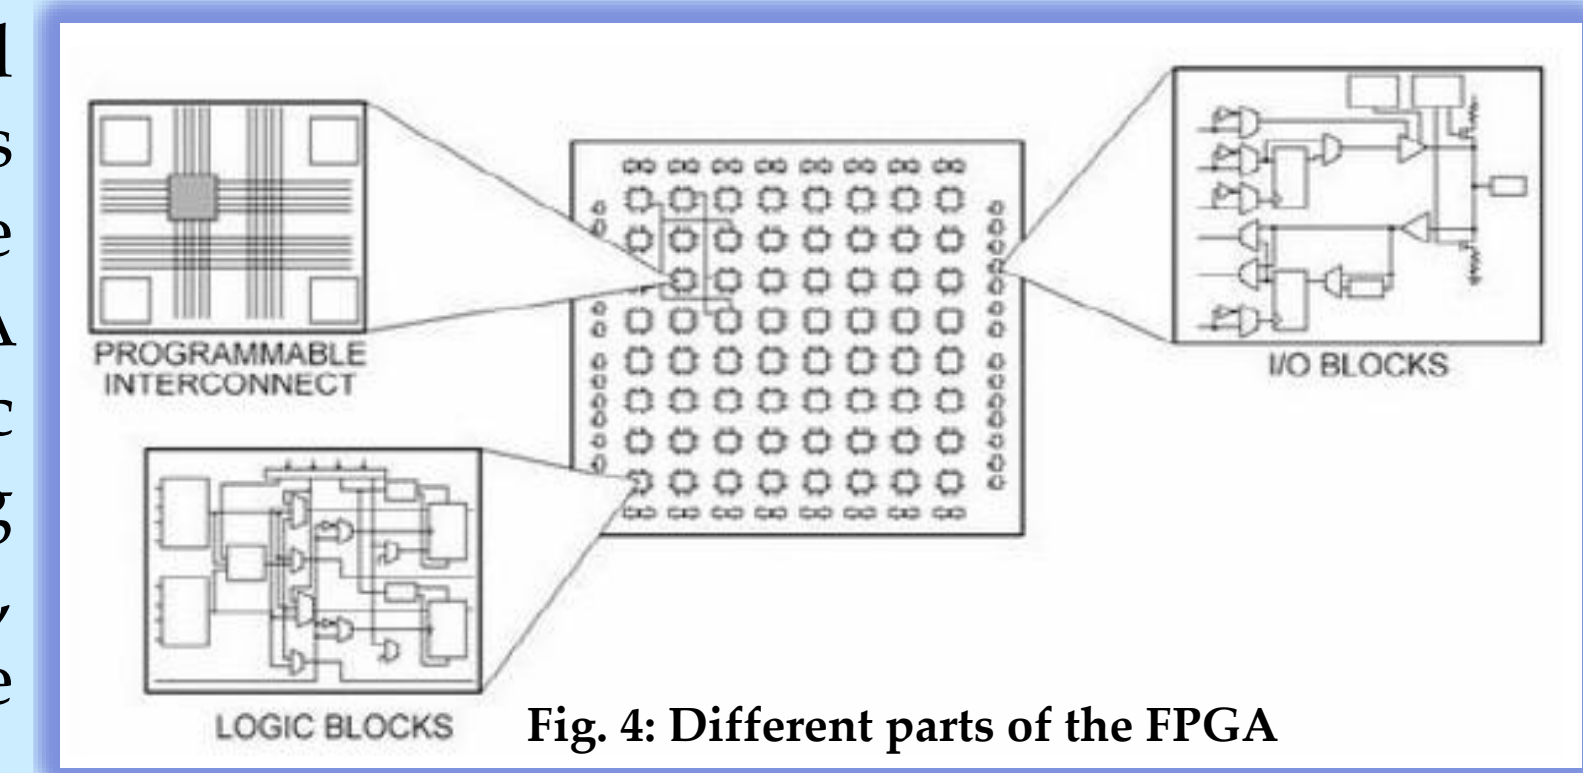 l
s
e
A
c
g
,
e
PROGRAMMABLE
INTERCONNECT
I/O BLOCKS
LOGIC BLOCKS
Fig. 4: Different parts of the FPGA